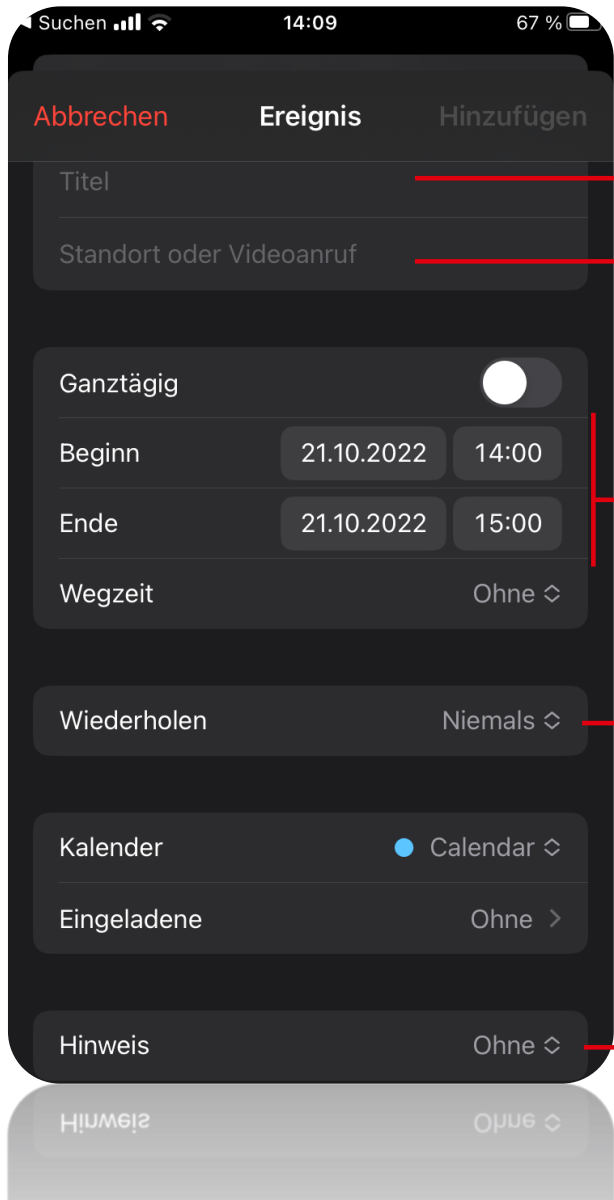 Suchen 14:09 67 %
Abbrechen Ereignis Hinzufügen
Titel
Standort oder Videoanruf
Ganztägig
Beginn 21.10.2022 14:00
Ende 21.10.2022 15:00
Wegzeit Ohne
Wiederholen Niemals
Kalender Calendar
Eingeladene Ohne
Hinweis Ohne
Hinweis Ohne